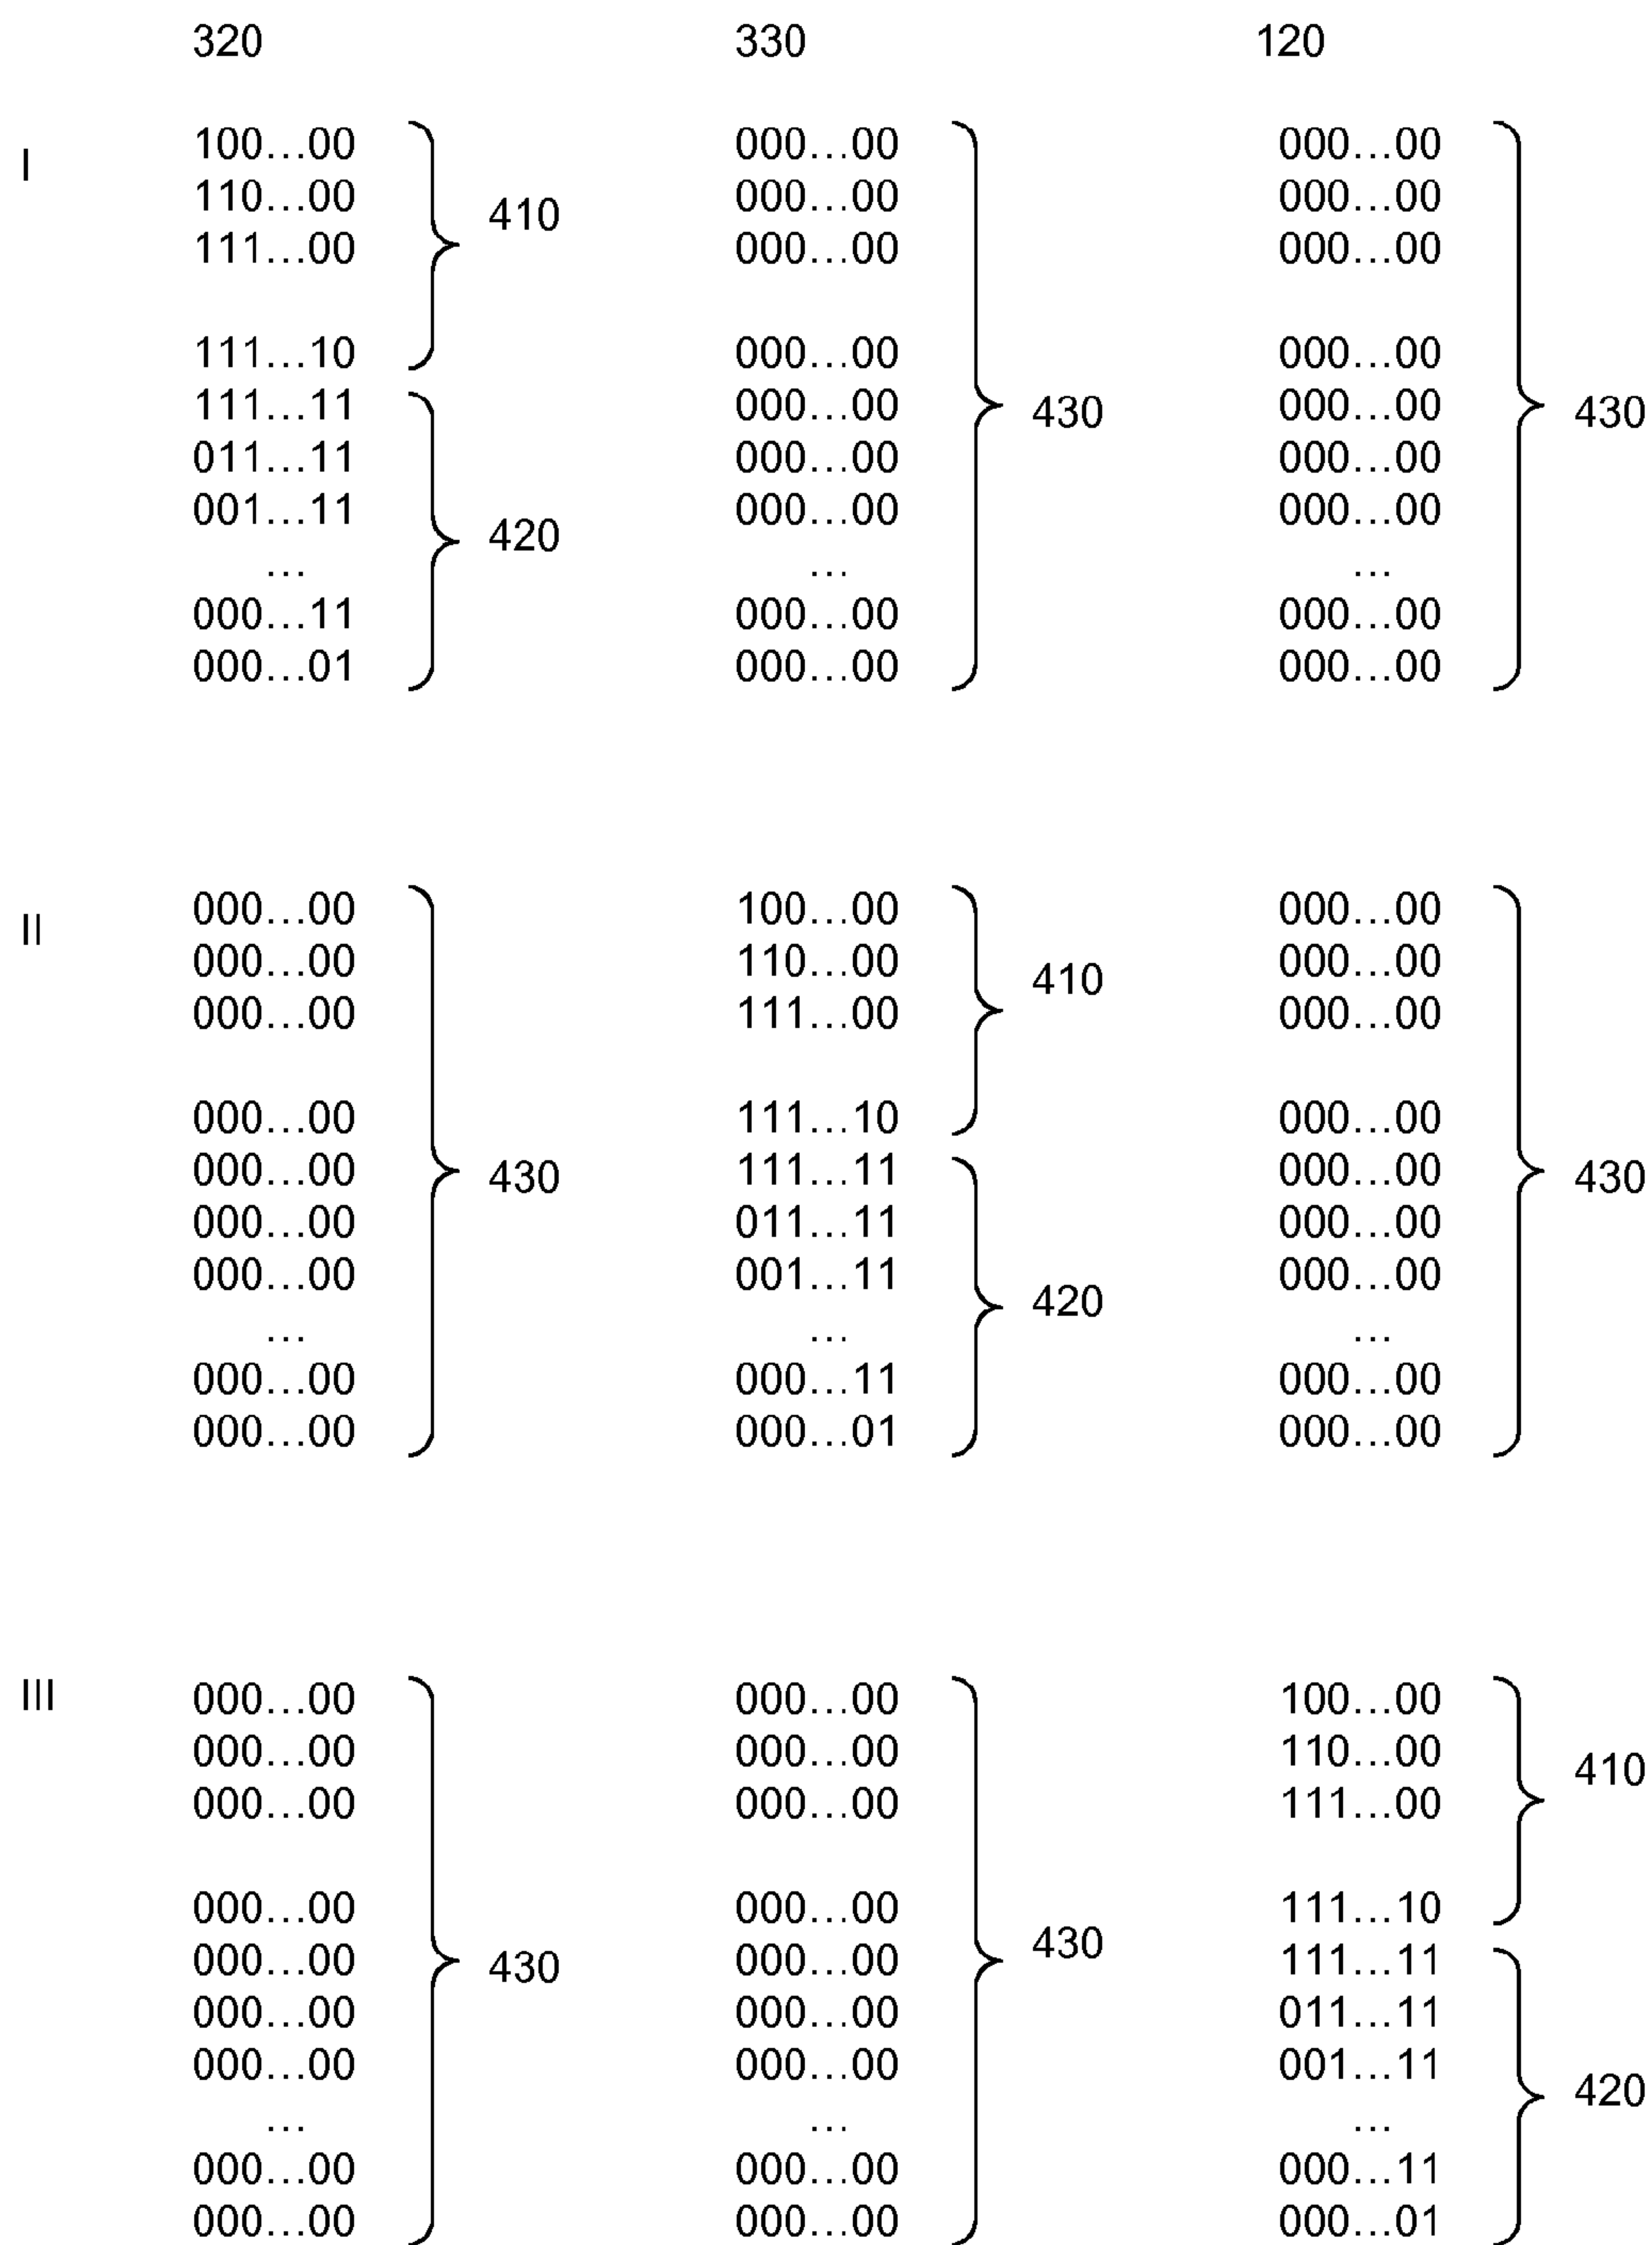 320 330 120
I
100...00 000...00 000...00
110...00 000...00 000...00
410
111...00 000...00 000...00
111...10 000...00 000...00
111...11 000...00 000...00
430 430
011...11 000...00 000...00
001...11 000...00 000...00
420
... ... ...
000...11 000...00 000...00
000...01 000...00 000...00
II
000...00 100...00 000...00
000...00 110...00 000...00
410
000...00 111...00 000...00
000...00 111...10 000...00
000...00 111...11 000...00
430 430
000...00 011...11 000...00
000...00 001...11 000...00
420
... ... ...
000...00 000...11 000...00
000...00 000...01 000...00
III
000...00 000...00 100...00
000...00 000...00 110...00
410
000...00 000...00 111...00
000...00 000...00 111...10
000...00 000...00 111...11
430 430
000...00 000...00 011...11
000...00 000...00 001...11
420
... ... ...
000...00 000...00 000...11
000...00 000...00 000...01